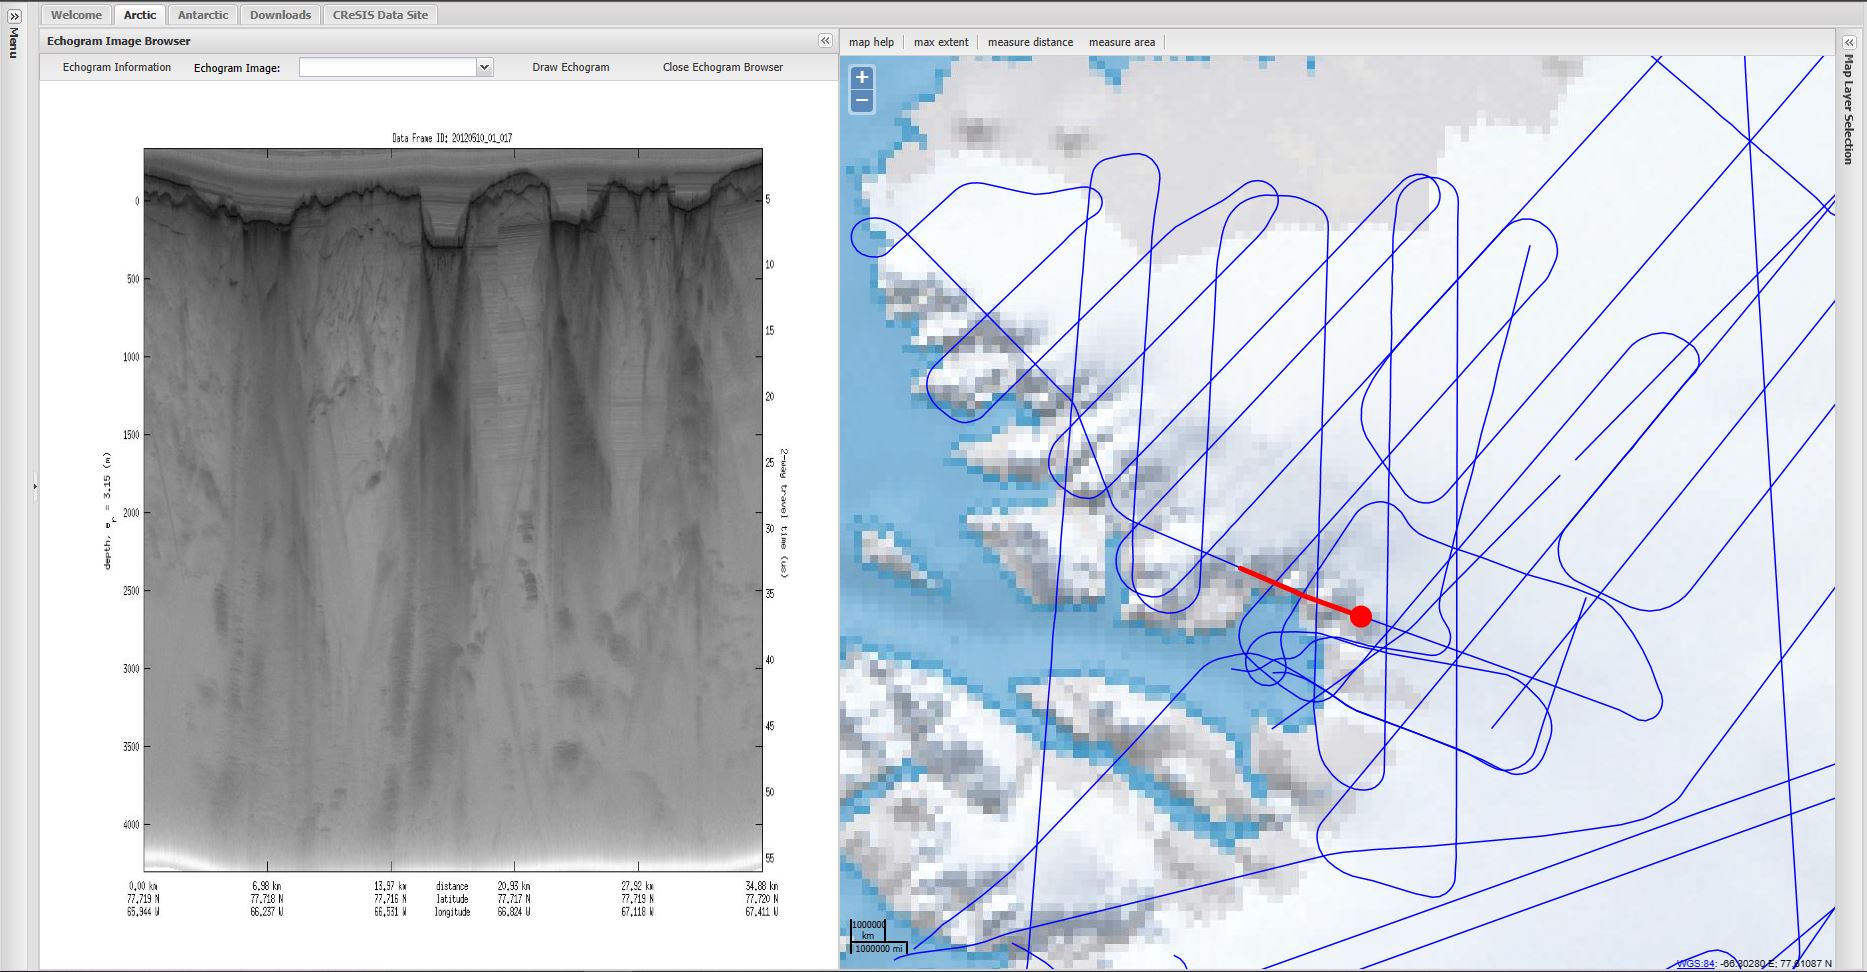 Welcome
Arctic
Antarctic
Downloads
CReSIS Data Site
Menu
Echogram Image Browser
Echogram Information
Echogram Image:
Draw Echogram
Close Echogram Browser
map help
max extent
measure distance
measure area
Map Layer Selection
+
−
Data Frame ID: 20120510_01_017
0
500
1000
1500
2000
2500
3000
3500
4000
depth, e_r = 3.15 (m)
5
10
15
20
25
30
35
40
45
50
55
2-way travel time (us)
0.00 km 6.98 km 13.97 km distance 20.93 km 27.92 km 34.88 km
77.719 N 77.718 N 77.716 N latitude 77.717 N 77.719 N 77.720 N
65.944 W 66.237 W 66.531 W longitude 66.824 W 67.118 W 67.411 W
1000000
km
1000000 mi
WGS:84: -66.30280 E: 77.61087 N